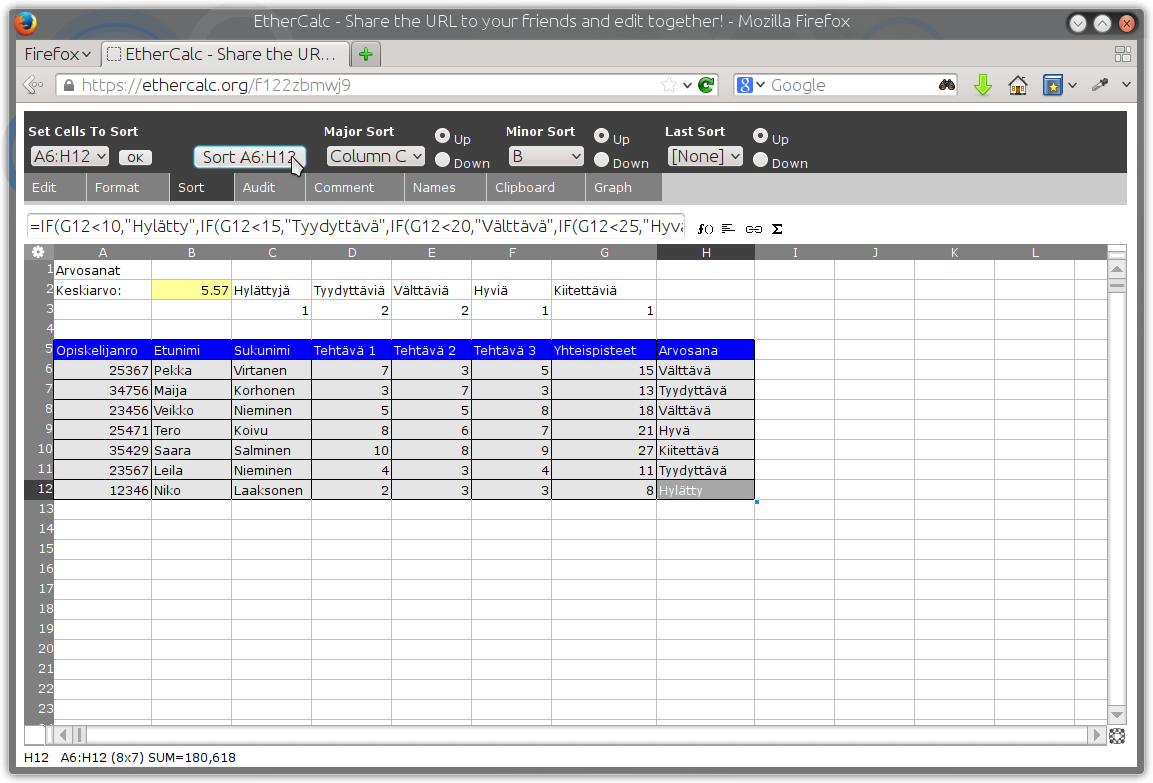 EtherCalc - Share the URL to your friends and edit together! - Mozilla Firefox
Firefox EtherCalc - Share the UR...
https://ethercalc.org/f122zbmwj9 8 Google
Set Cells To Sort Major Sort Up Minor Sort Up Last Sort Up
A6:H12 OK Sort A6:H12 Column C Down B Down [None] Down
Edit Format Sort Audit Comment Names Clipboard Graph
=IF(G12<10,"Hylätty",IF(G12<15,"Tyydyttävä",IF(G12<20,"Välttävä",IF(G12<25,"Hyvä f() Σ
A B C D E F G H I J K L
1 Arvosanat
2 Keskiarvo: 5.57 Hylättyjä Tyydyttäviä Välttäviä Hyviä Kiitettäviä
3 1 2 2 1 1
4
5 Opiskelijanro Etunimi Sukunimi Tehtävä 1 Tehtävä 2 Tehtävä 3 Yhteispisteet Arvosana
6 25367 Pekka Virtanen 7 3 5 15 Välttävä
7 34756 Maija Korhonen 3 7 3 13 Tyydyttävä
8 23456 Veikko Nieminen 5 5 8 18 Välttävä
9 25471 Tero Koivu 8 6 7 21 Hyvä
10 35429 Saara Salminen 10 8 9 27 Kiitettävä
11 23567 Leila Nieminen 4 3 4 11 Tyydyttävä
12 12346 Niko Laaksonen 2 3 3 8 Hylätty
13
14
15
16
17
18
19
20
21
22
23
H12 A6:H12 (8x7) SUM=180,618